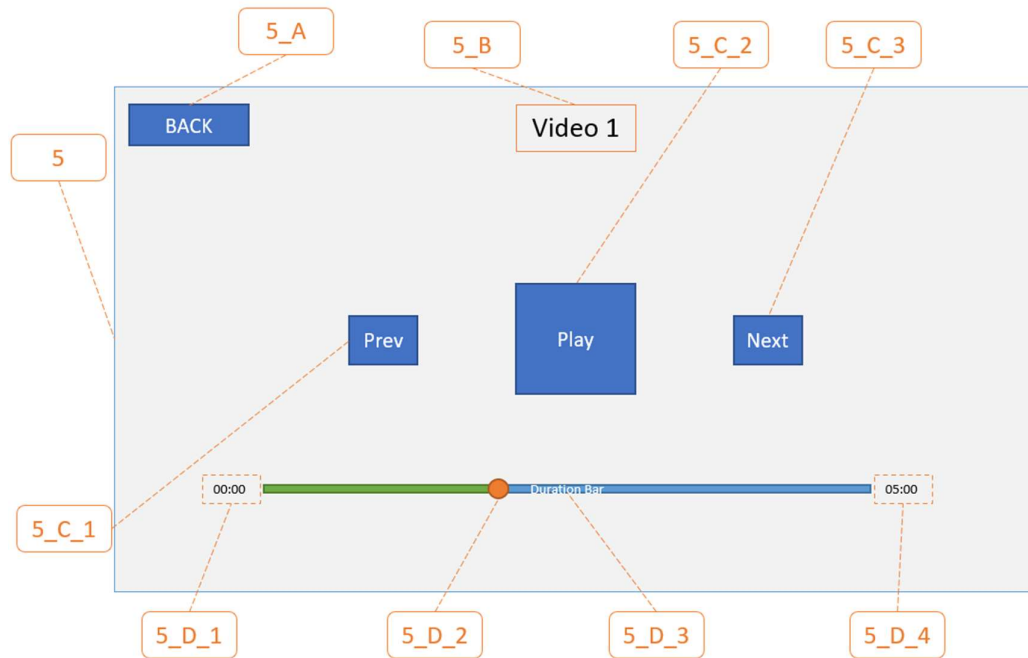 5_A
5_B
5_C_2
5_C_3
BACK
Video 1
5
Prev
Play
Next
00:00
Duration Bar
05:00
5_C_1
5_D_1
5_D_2
5_D_3
5_D_4